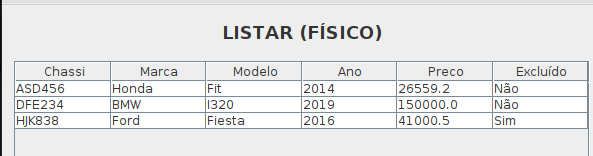 LISTAR (FÍSICO)
Chassi Marca Modelo Ano Preco Excluído
ASD456 Honda Fit 2014 26559.2 Não
DFE234 BMW I320 2019 150000.0 Não
HJK838 Ford Fiesta 2016 41000.5 Sim